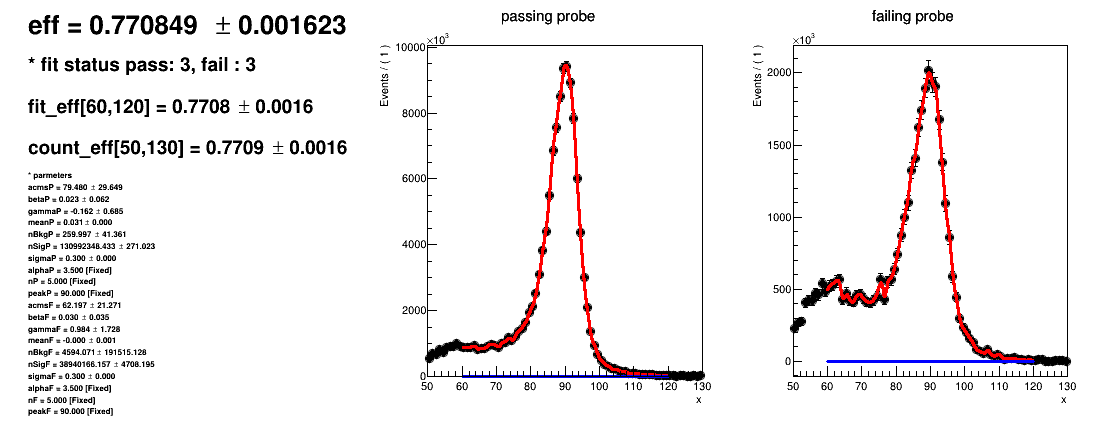 eff = 0.770849 ± 0.001623
* fit status pass: 3, fail : 3
fit_eff[60,120] = 0.7708 ± 0.0016
count_eff[50,130] = 0.7709 ± 0.0016
* parmeters
acmsP = 79.480 ± 29.649
betaP = 0.023 ± 0.062
gammaP = -0.162 ± 0.685
meanP = 0.031 ± 0.000
nBkgP = 259.997 ± 41.361
nSigP = 130992348.433 ± 271.023
sigmaP = 0.300 ± 0.000
alphaP = 3.500 [Fixed]
nP = 5.000 [Fixed]
peakP = 90.000 [Fixed]
acmsF = 62.197 ± 21.271
betaF = 0.030 ± 0.035
gammaF = 0.984 ± 1.728
meanF = -0.000 ± 0.001
nBkgF = 4594.071 ± 191515.128
nSigF = 38940166.157 ± 4708.195
sigmaF = 0.300 ± 0.000
alphaF = 3.500 [Fixed]
nF = 5.000 [Fixed]
peakF = 90.000 [Fixed]
passing probe
×10³
Events / ( 1 )
10000
8000
6000
4000
2000
0
50 60 70 80 90 100 110 120 130
x
failing probe
×10³
Events / ( 1 )
2000
1500
1000
500
0
50 60 70 80 90 100 110 120 130
x